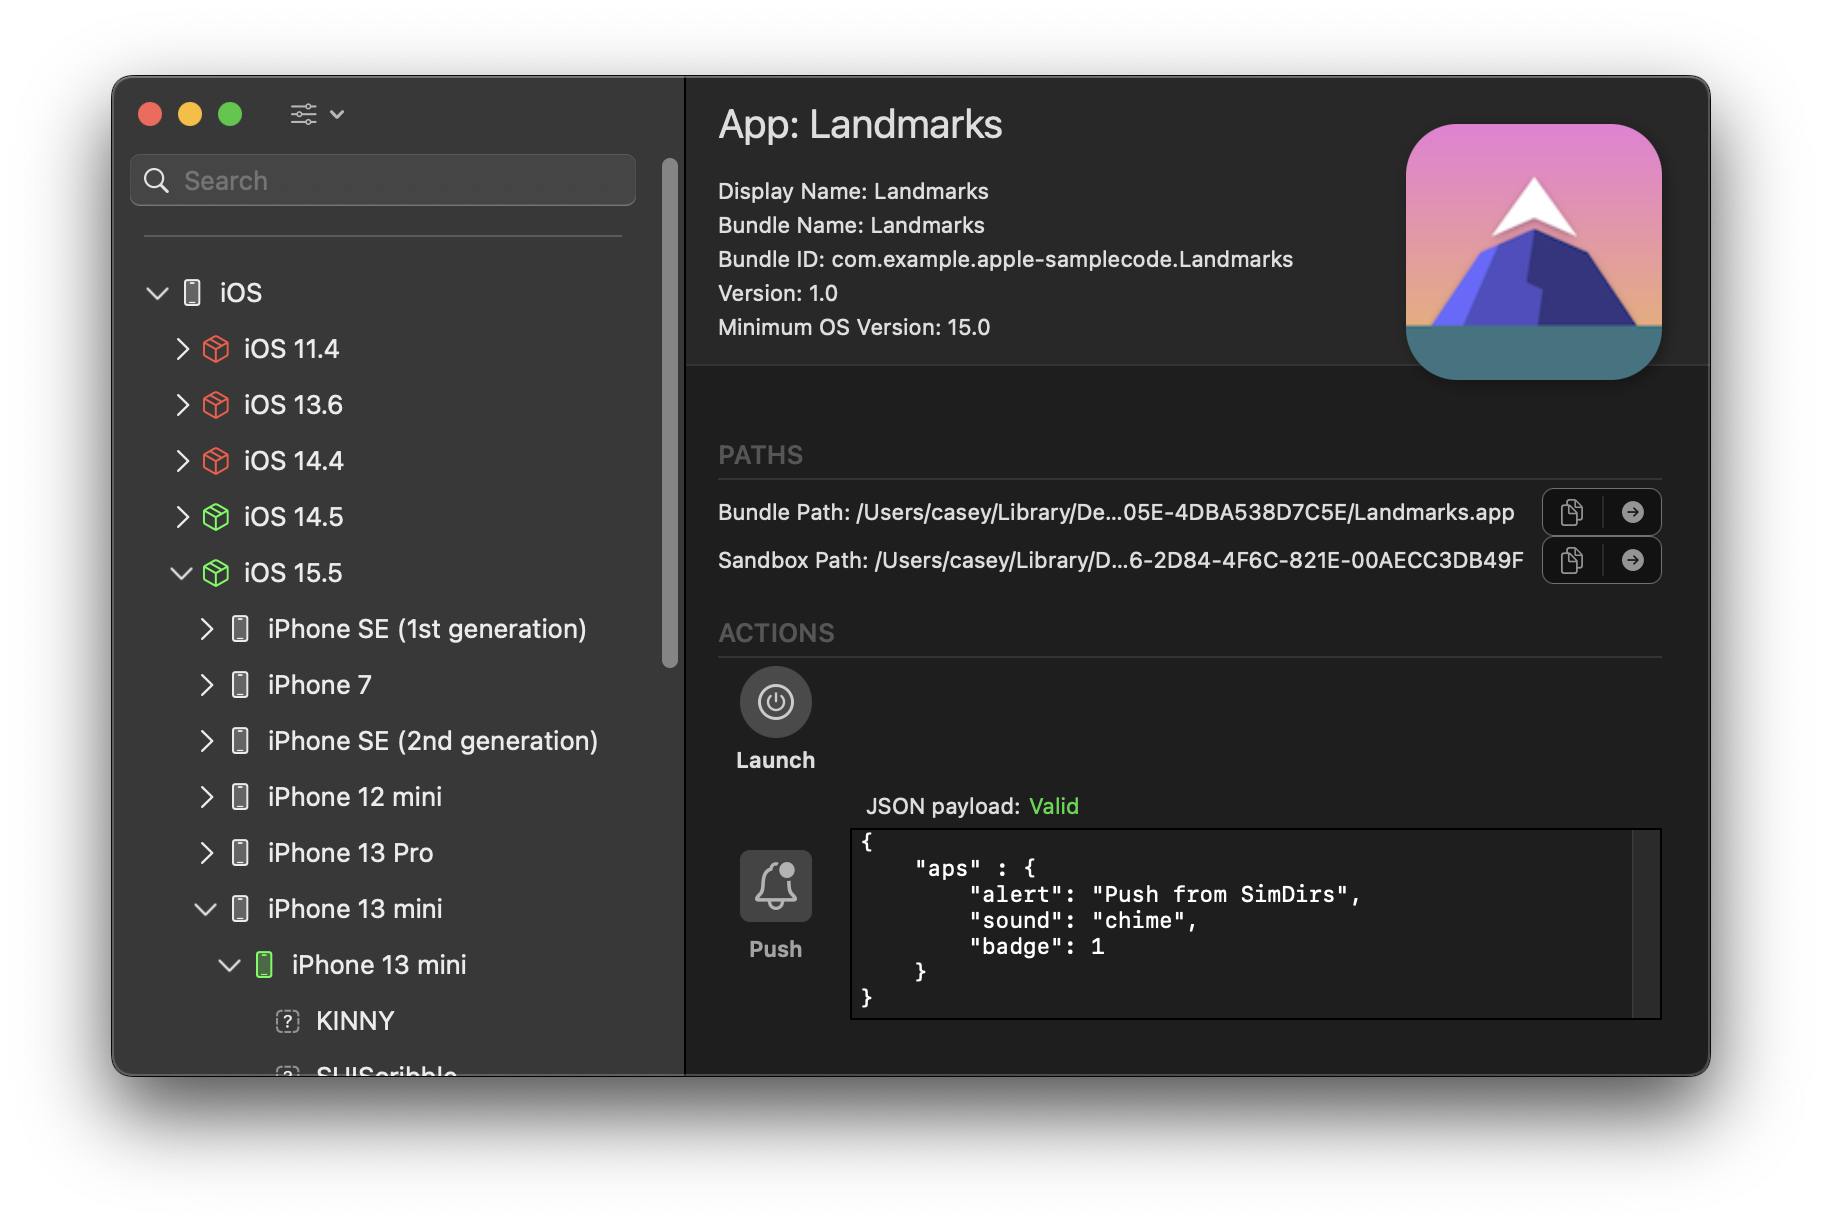 Search
iOS
iOS 11.4
iOS 13.6
iOS 14.4
iOS 14.5
iOS 15.5
iPhone SE (1st generation)
iPhone 7
iPhone SE (2nd generation)
iPhone 12 mini
iPhone 13 Pro
iPhone 13 mini
iPhone 13 mini
KINNY
App: Landmarks
Display Name: Landmarks
Bundle Name: Landmarks
Bundle ID: com.example.apple-samplecode.Landmarks
Version: 1.0
Minimum OS Version: 15.0
PATHS
Bundle Path: /Users/casey/Library/De...05E-4DBA538D7C5E/Landmarks.app
Sandbox Path: /Users/casey/Library/D...6-2D84-4F6C-821E-00AECC3DB49F
ACTIONS
Launch
JSON payload: Valid
Push
{
"aps" : {
"alert": "Push from SimDirs",
"sound": "chime",
"badge": 1
}
}